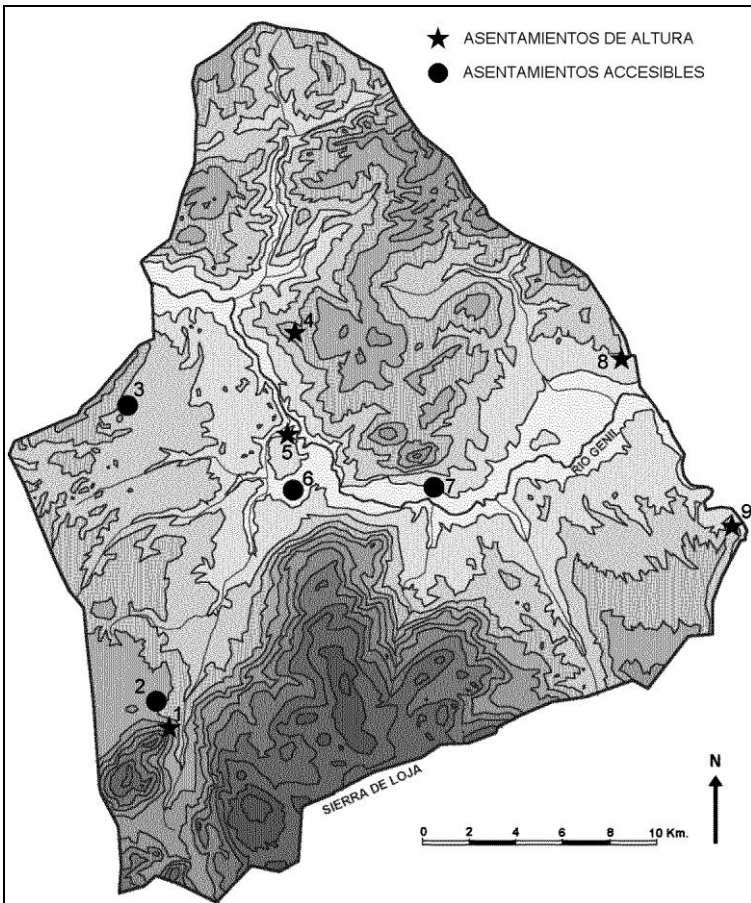 ASENTAMIENTOS DE ALTURA
ASENTAMIENTOS ACCESIBLES
4
8
3
5
RIO GENIL
6
7
9
2
1
N
SIERRA DE LOJA
0 2 4 6 8 10 Km.